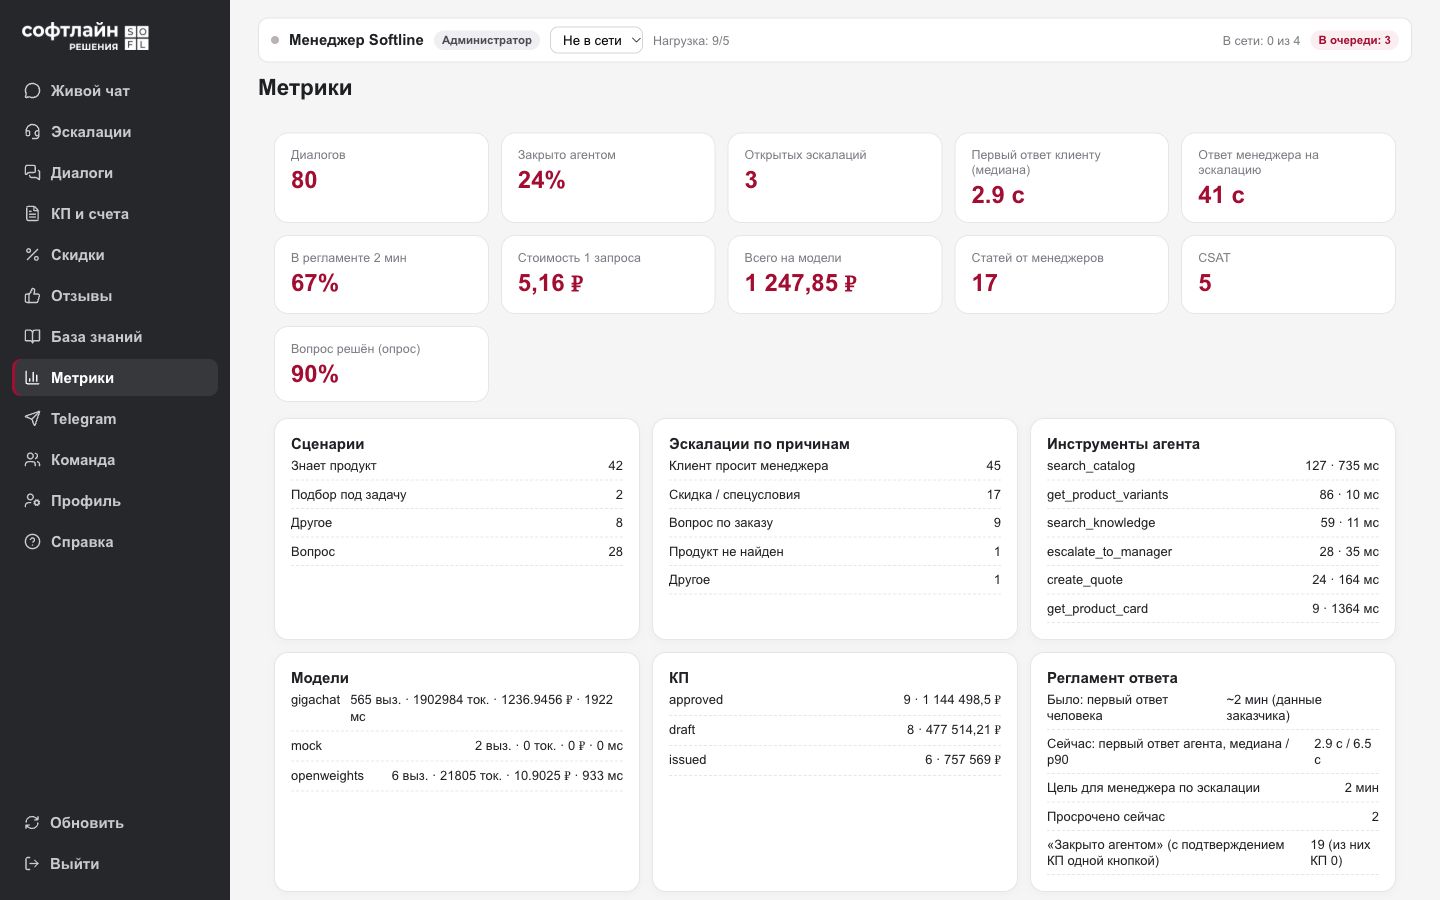 софтлайн
РЕШЕНИЯ
SO
FL
Живой чат
Эскалации
Диалоги
КП и счета
Скидки
Отзывы
База знаний
Метрики
Telegram
Команда
Профиль
Справка
Обновить
Выйти
Менеджер Softline Администратор Не в сети Нагрузка: 9/5 В сети: 0 из 4 В очереди: 3
Метрики
Диалогов
80
Закрыто агентом
24%
Открытых эскалаций
3
Первый ответ клиенту
(медиана)
2.9 с
Ответ менеджера на
эскалацию
41 с
В регламенте 2 мин
67%
Стоимость 1 запроса
5,16 ₽
Всего на модели
1 247,85 ₽
Статей от менеджеров
17
CSAT
5
Вопрос решён (опрос)
90%
Сценарии
Знает продукт 42
Подбор под задачу 2
Другое 8
Вопрос 28
Эскалации по причинам
Клиент просит менеджера 45
Скидка / спецусловия 17
Вопрос по заказу 9
Продукт не найден 1
Другое 1
Инструменты агента
search_catalog 127 · 735 мс
get_product_variants 86 · 10 мс
search_knowledge 59 · 11 мс
escalate_to_manager 28 · 35 мс
create_quote 24 · 164 мс
get_product_card 9 · 1364 мс
Модели
gigachat 565 выз. · 1902984 ток. · 1236.9456 ₽ · 1922
мс
mock 2 выз. · 0 ток. · 0 ₽ · 0 мс
openweights 6 выз. · 21805 ток. · 10.9025 ₽ · 933 мс
КП
approved 9 · 1 144 498,5 ₽
draft 8 · 477 514,21 ₽
issued 6 · 757 569 ₽
Регламент ответа
Было: первый ответ ~2 мин (данные
человека заказчика)
Сейчас: первый ответ агента, медиана / 2.9 с / 6.5
p90 с
Цель для менеджера по эскалации 2 мин
Просрочено сейчас 2
«Закрыто агентом» (с подтверждением 19 (из них
КП одной кнопкой) КП 0)